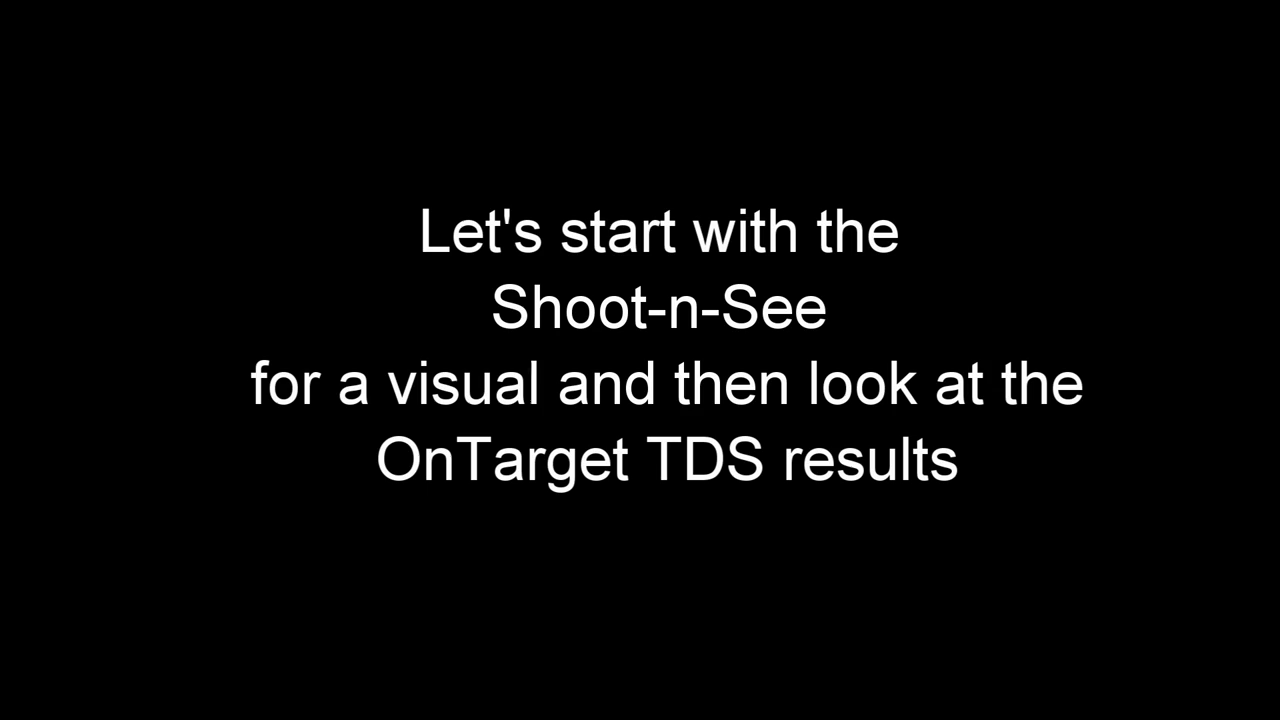 Let's start with the
Shoot-n-See
for a visual and then look at the
OnTarget TDS results